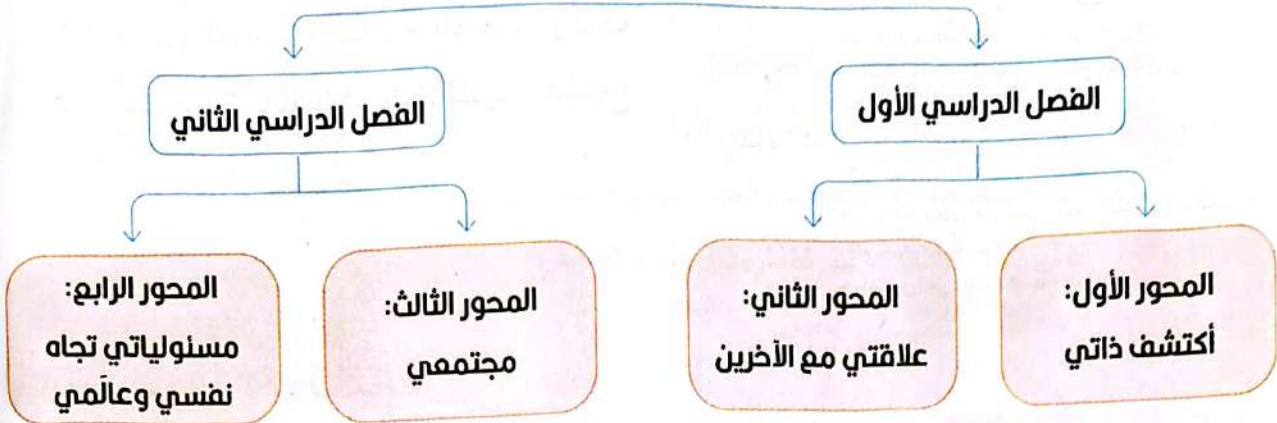 الفصل الدراسي الأول
الفصل الدراسي الثاني
المحور الأول:
أكتشف ذاتي
المحور الثاني:
علاقتي مع الآخرين
المحور الثالث:
مجتمعي
المحور الرابع:
مسئولياتي تجاه
نفسي وعالَمي